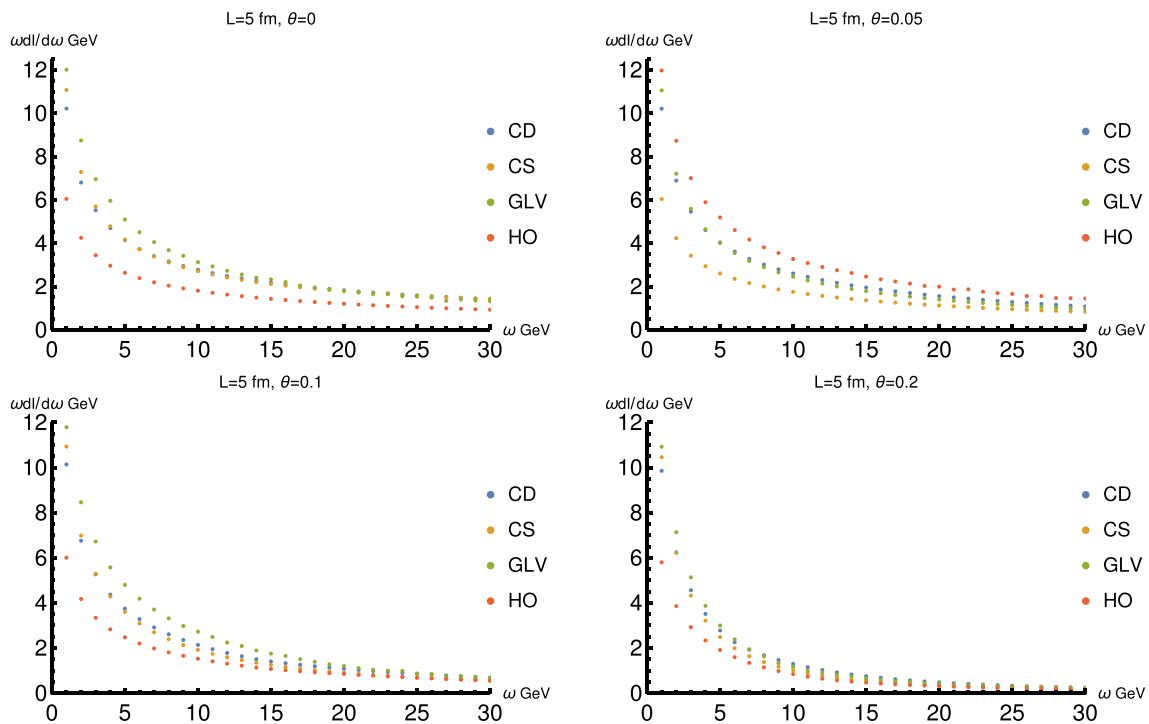 L=5 fm, θ=0
ωdI/dω GeV
12
10
8
6
4
2
0
0 5 10 15 20 25 30
ω GeV
CD
CS
GLV
HO
L=5 fm, θ=0.05
ωdI/dω GeV
12
10
8
6
4
2
0
0 5 10 15 20 25 30
ω GeV
CD
CS
GLV
HO
L=5 fm, θ=0.1
ωdI/dω GeV
12
10
8
6
4
2
0
0 5 10 15 20 25 30
ω GeV
CD
CS
GLV
HO
L=5 fm, θ=0.2
ωdI/dω GeV
12
10
8
6
4
2
0
0 5 10 15 20 25 30
ω GeV
CD
CS
GLV
HO